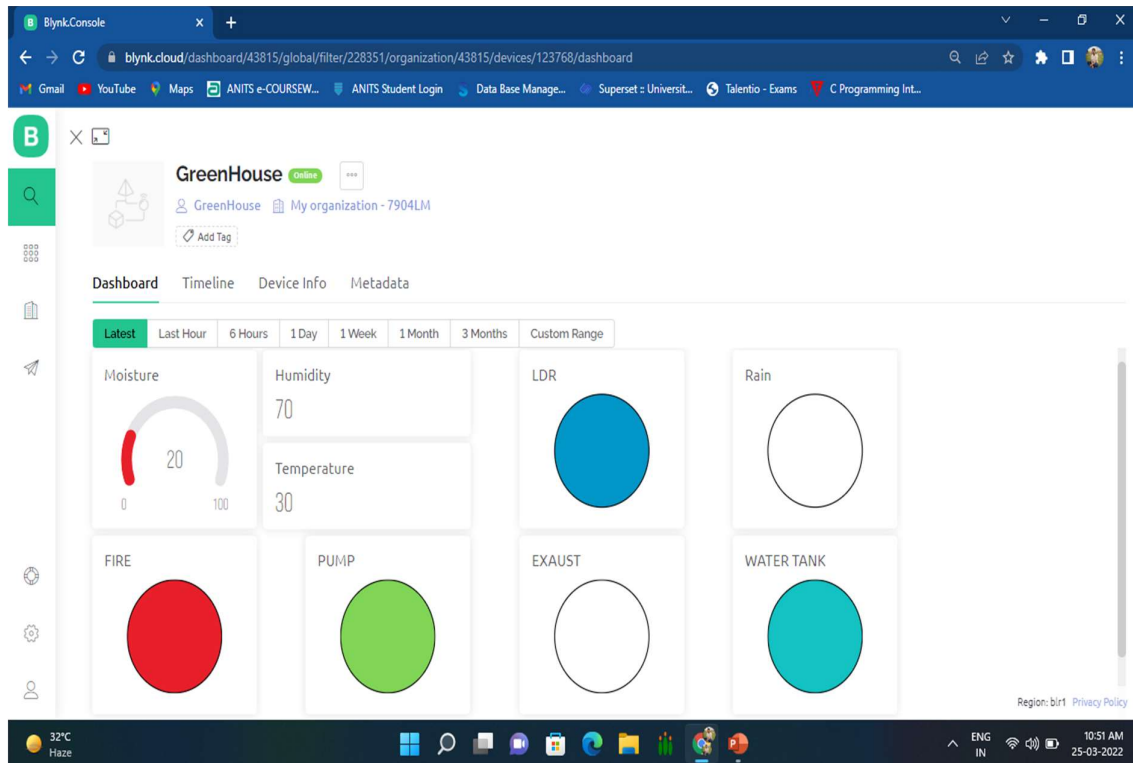 B Blynk.Console
blynk.cloud/dashboard/43815/global/filter/228351/organization/43815/devices/123768/dashboard
Gmail YouTube Maps ANITS e-COURSEW... ANITS Student Login Data Base Manage... Superset :: Universit... Talentio - Exams C Programming Int...
B
GreenHouse Online
GreenHouse My organization - 7904LM
Add Tag
Dashboard Timeline Device Info Metadata
Latest Last Hour 6 Hours 1 Day 1 Week 1 Month 3 Months Custom Range
Moisture Humidity LDR Rain
70
20
Temperature
0 100 30
FIRE PUMP EXAUST WATER TANK
Region: blr1 Privacy Policy
32°C
Haze
ENG
IN
10:51 AM
25-03-2022